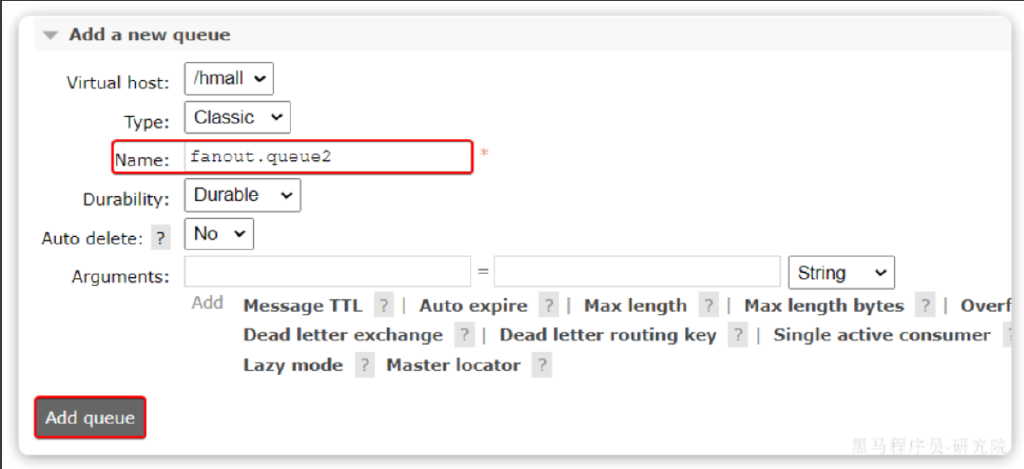 Add a new queue
Virtual host: /hmall
Type: Classic
Name: fanout.queue2 *
Durability: Durable
Auto delete: ? No
Arguments: = String
Add Message TTL ? | Auto expire ? | Max length ? | Max length bytes ? | Overf
Dead letter exchange ? | Dead letter routing key ? | Single active consumer ?
Lazy mode ? Master locator ?
Add queue
黑马程序员-研究院